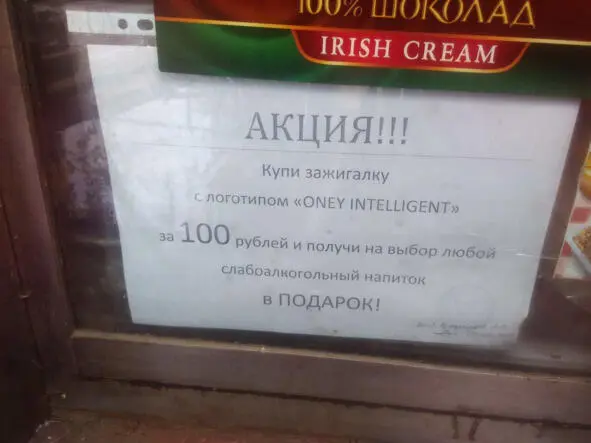 100% ШОКОЛАД
IRISH CREAM
АКЦИЯ!!!
Купи зажигалку
с логотипом «ONEY INTELLIGENT»
за 100 рублей и получи на выбор любой
слабоалкогольный напиток
в ПОДАРОК!